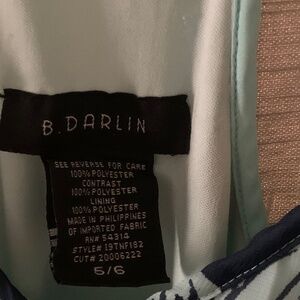 B. DARLIN
SEE REVERSE FOR CARE
100% POLYESTER
CONTRAST
100% POLYESTER
LINING
100% POLYESTER
MADE IN PHILIPPINES
OF IMPORTED FABRIC
RN# 54314
STYLE# 19TNF182
CUT# 20006222
5/6